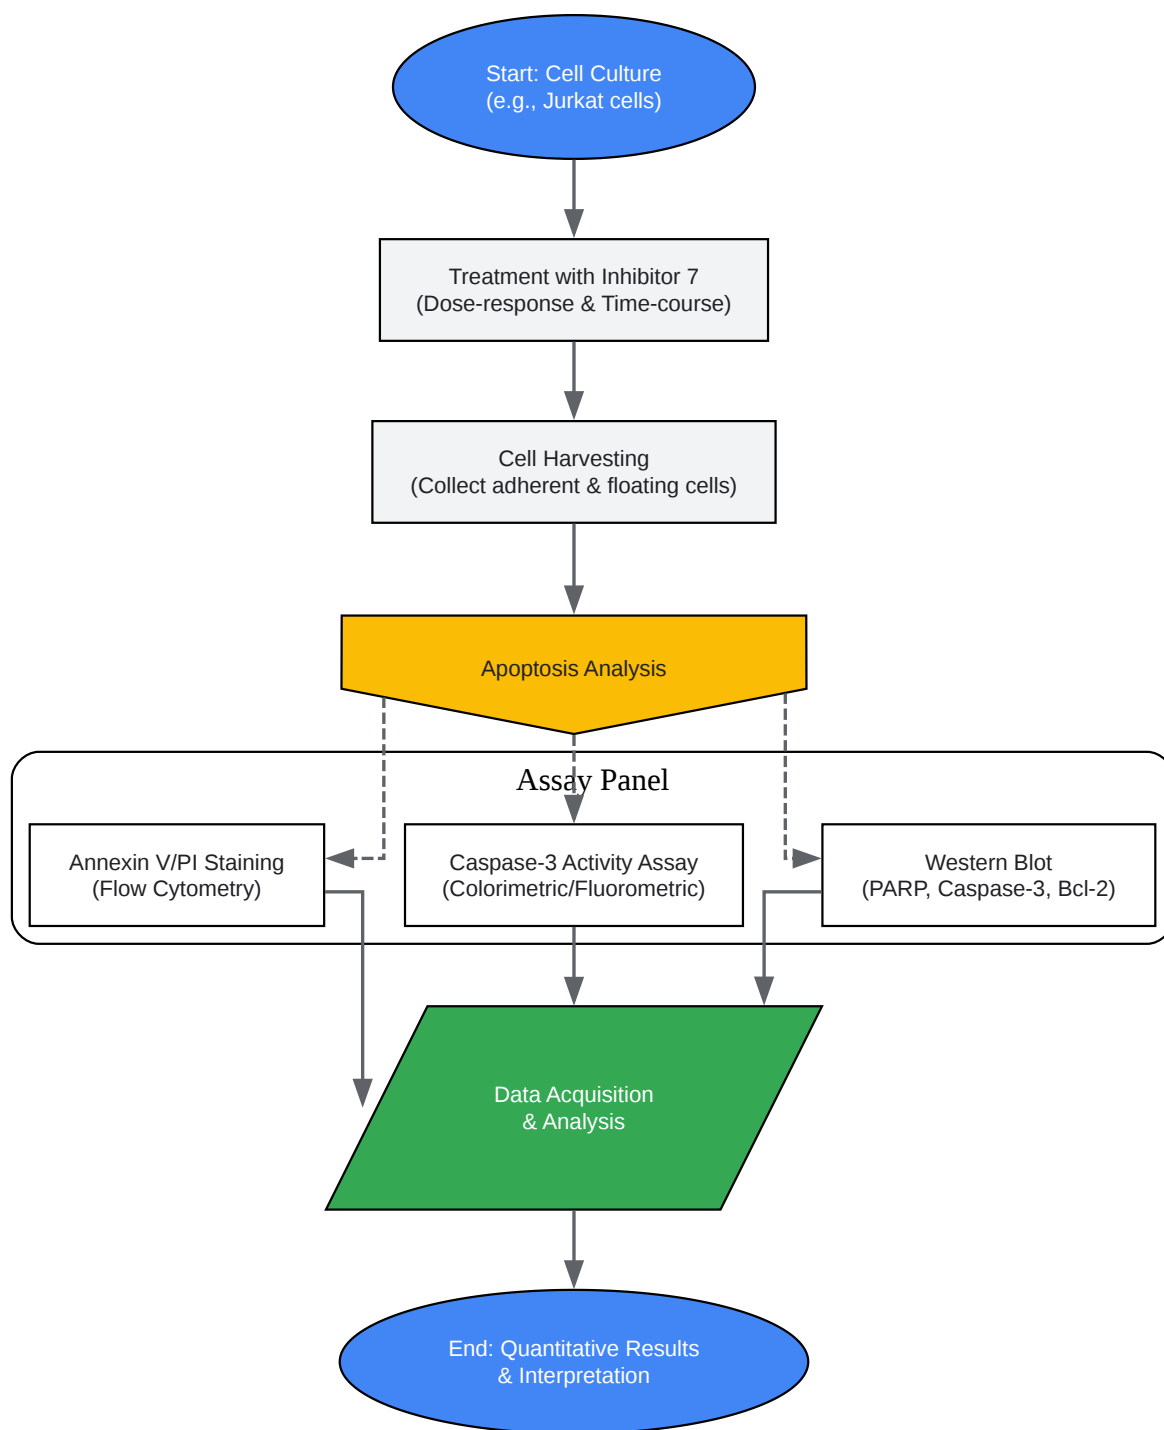 Start: Cell Culture
(e.g., Jurkat cells)
Treatment with Inhibitor 7
(Dose-response & Time-course)
Cell Harvesting
(Collect adherent & floating cells)
Apoptosis Analysis
Assay Panel
Annexin V/PI Staining
(Flow Cytometry)
Caspase-3 Activity Assay
(Colorimetric/Fluorometric)
Western Blot
(PARP, Caspase-3, Bcl-2)
Data Acquisition
& Analysis
End: Quantitative Results
& Interpretation